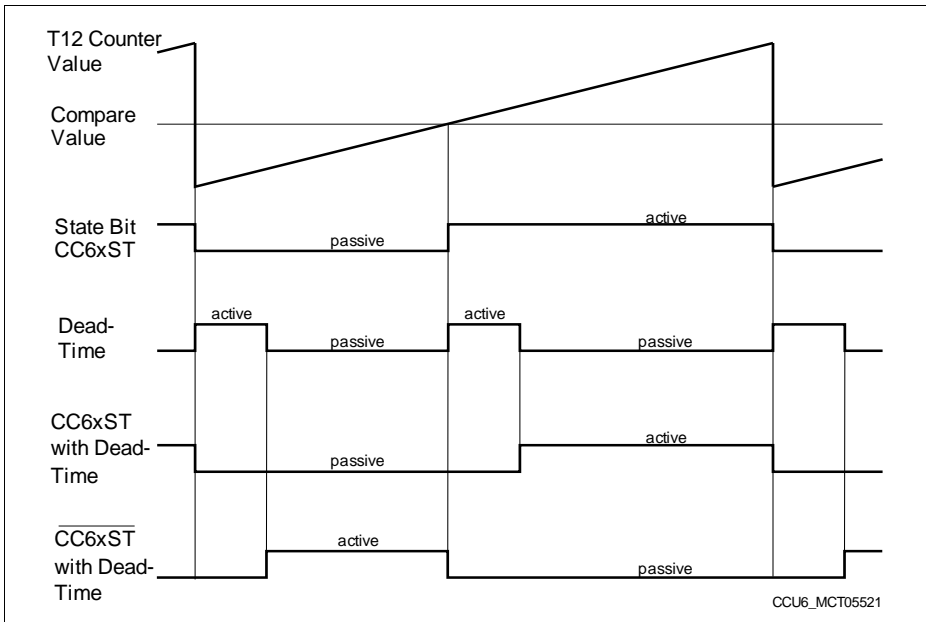 T12 Counter
Value
Compare
Value
State Bit
CC6xST
active
passive
Dead-
Time
active
active
passive
passive
CC6xST
with Dead-
Time
active
passive
CC6xST
with Dead-
Time
active
passive
CCU6_MCT05521